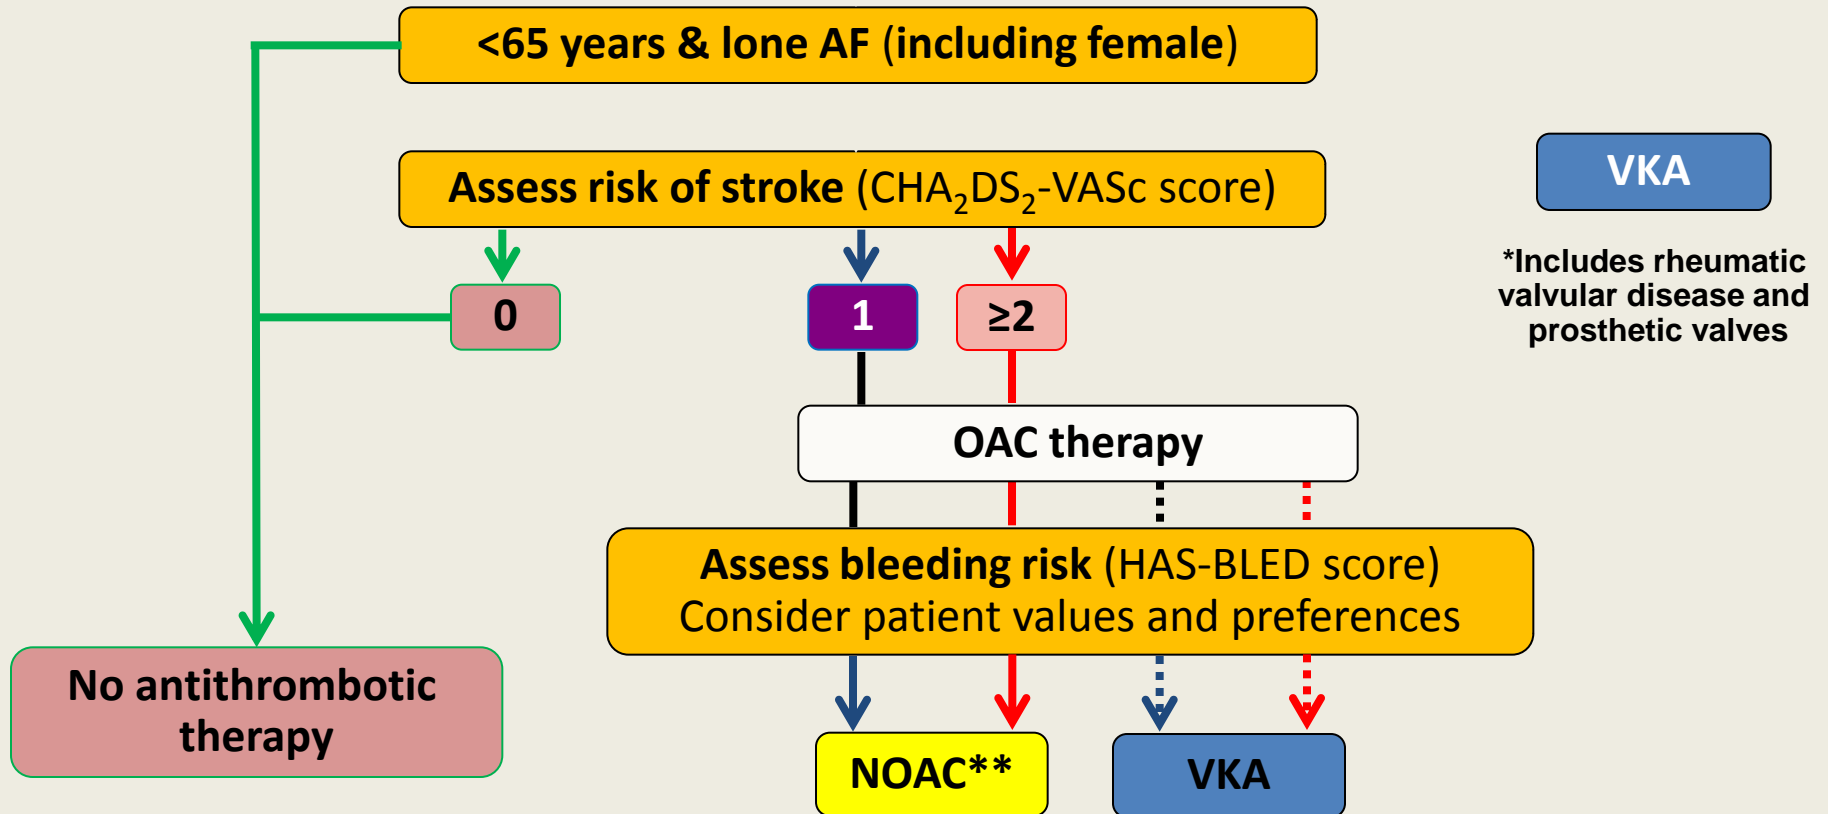 <65 years & lone AF (including female)
Assess risk of stroke (CHA₂DS₂-VASc score)
VKA
*Includes rheumatic
valvular disease and
prosthetic valves
0
1
≥2
OAC therapy
Assess bleeding risk (HAS-BLED score)
Consider patient values and preferences
No antithrombotic
therapy
NOAC**
VKA